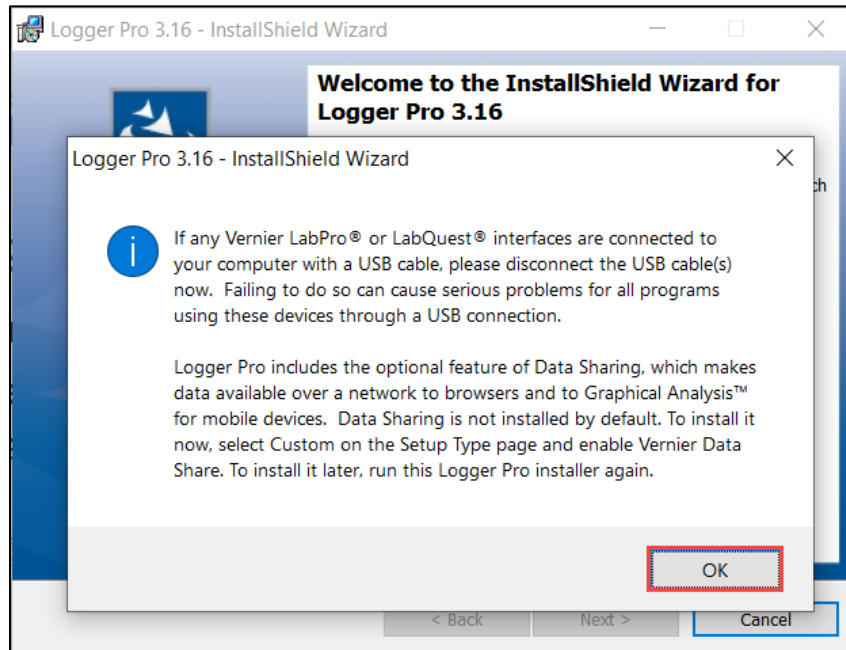 Logger Pro 3.16 - InstallShield Wizard
Welcome to the InstallShield Wizard for
Logger Pro 3.16
Logger Pro 3.16 - InstallShield Wizard
If any Vernier LabPro® or LabQuest® interfaces are connected to
your computer with a USB cable, please disconnect the USB cable(s)
now.  Failing to do so can cause serious problems for all programs
using these devices through a USB connection.
Logger Pro includes the optional feature of Data Sharing, which makes
data available over a network to browsers and to Graphical Analysis™
for mobile devices.  Data Sharing is not installed by default. To install it
now, select Custom on the Setup Type page and enable Vernier Data
Share. To install it later, run this Logger Pro installer again.
OK
< Back
Next >
Cancel